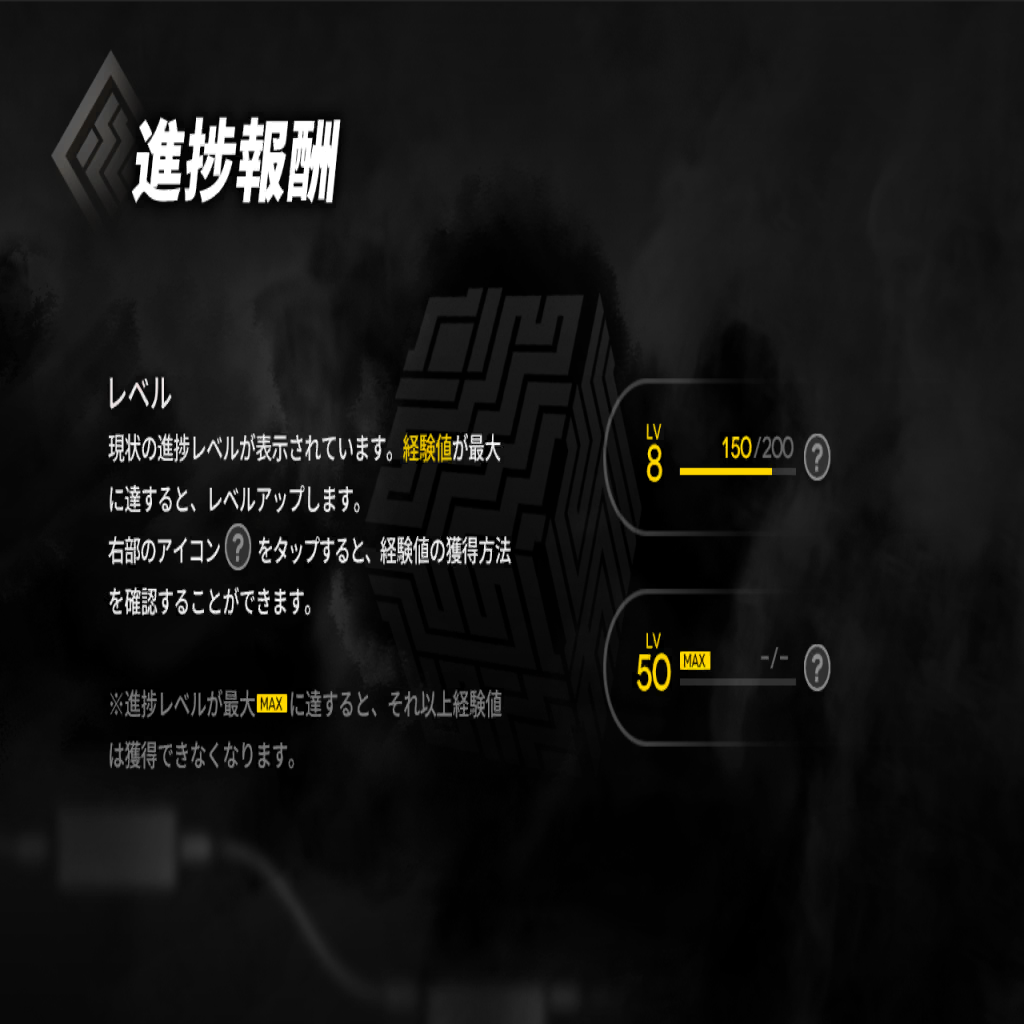 進捗報酬
レベル
現状の進捗レベルが表示されています。経験値が最大
に達すると、レベルアップします。
右部のアイコン ? をタップすると、経験値の獲得方法
を確認することができます。
※進捗レベルが最大MAXに達すると、それ以上経験値
は獲得できなくなります。
LV
8
150/200
?
LV
50
MAX
-/-
?